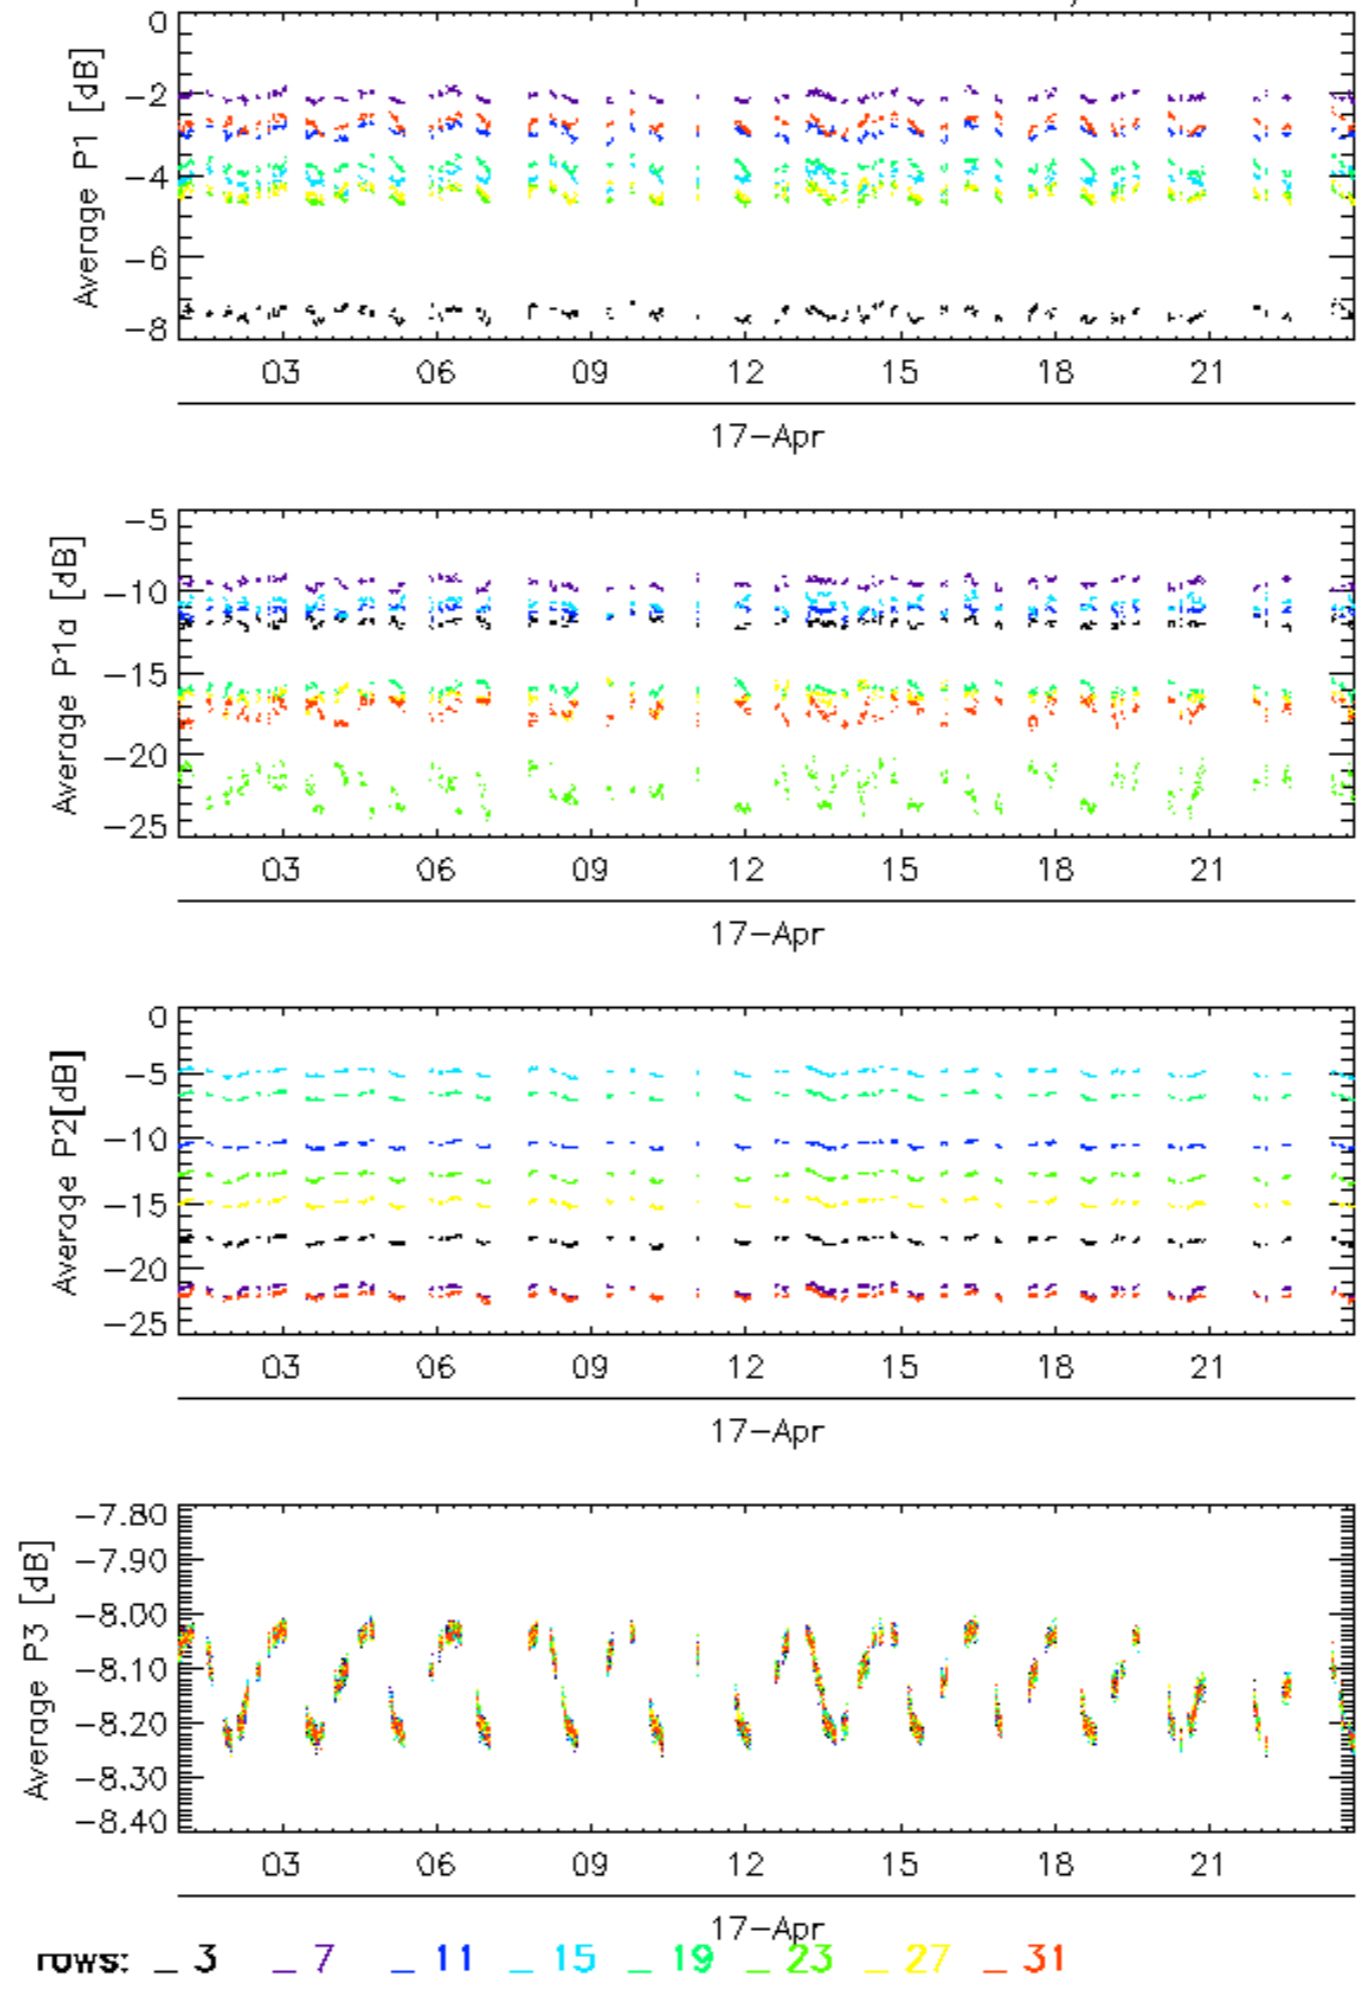 0
−2
−4
−6
−8
Average P1 [dB]
03 06 09 12 15 18 21
17−Apr
−5
−10
−15
−20
−25
Average P1a [dB]
03 06 09 12 15 18 21
17−Apr
0
−5
−10
−15
−20
−25
Average P2[dB]
03 06 09 12 15 18 21
17−Apr
−7.80
−7.90
−8.00
−8.10
−8.20
−8.30
−8.40
Average P3 [dB]
03 06 09 12 15 18 21
17−Apr
rows: _ 3 _ 7 _ 11 _ 15 _ 19 _ 23 _ 27 _ 31